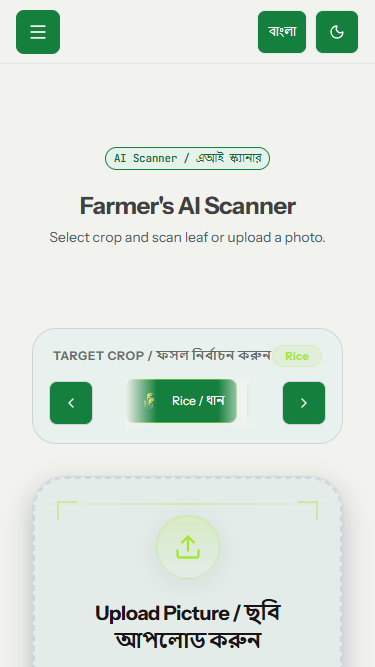 বাংলা
AI Scanner / এআই স্ক্যানার
Farmer's AI Scanner
Select crop and scan leaf or upload a photo.
TARGET CROP / ফসল নির্বাচন করুন Rice
Rice / ধান
Upload Picture / ছবি
আপলোড করুন